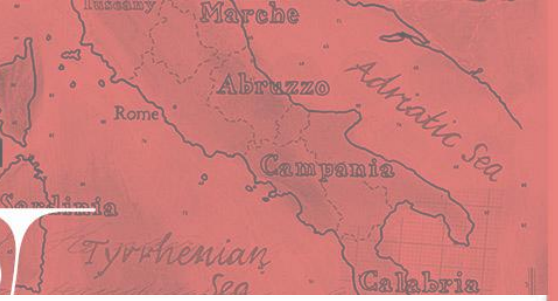 Tuscany
Marche
Abruzzo
Adriatic Sea
Rome
Campania
Sardinia
Tyrrhenian
Sea
Calabria